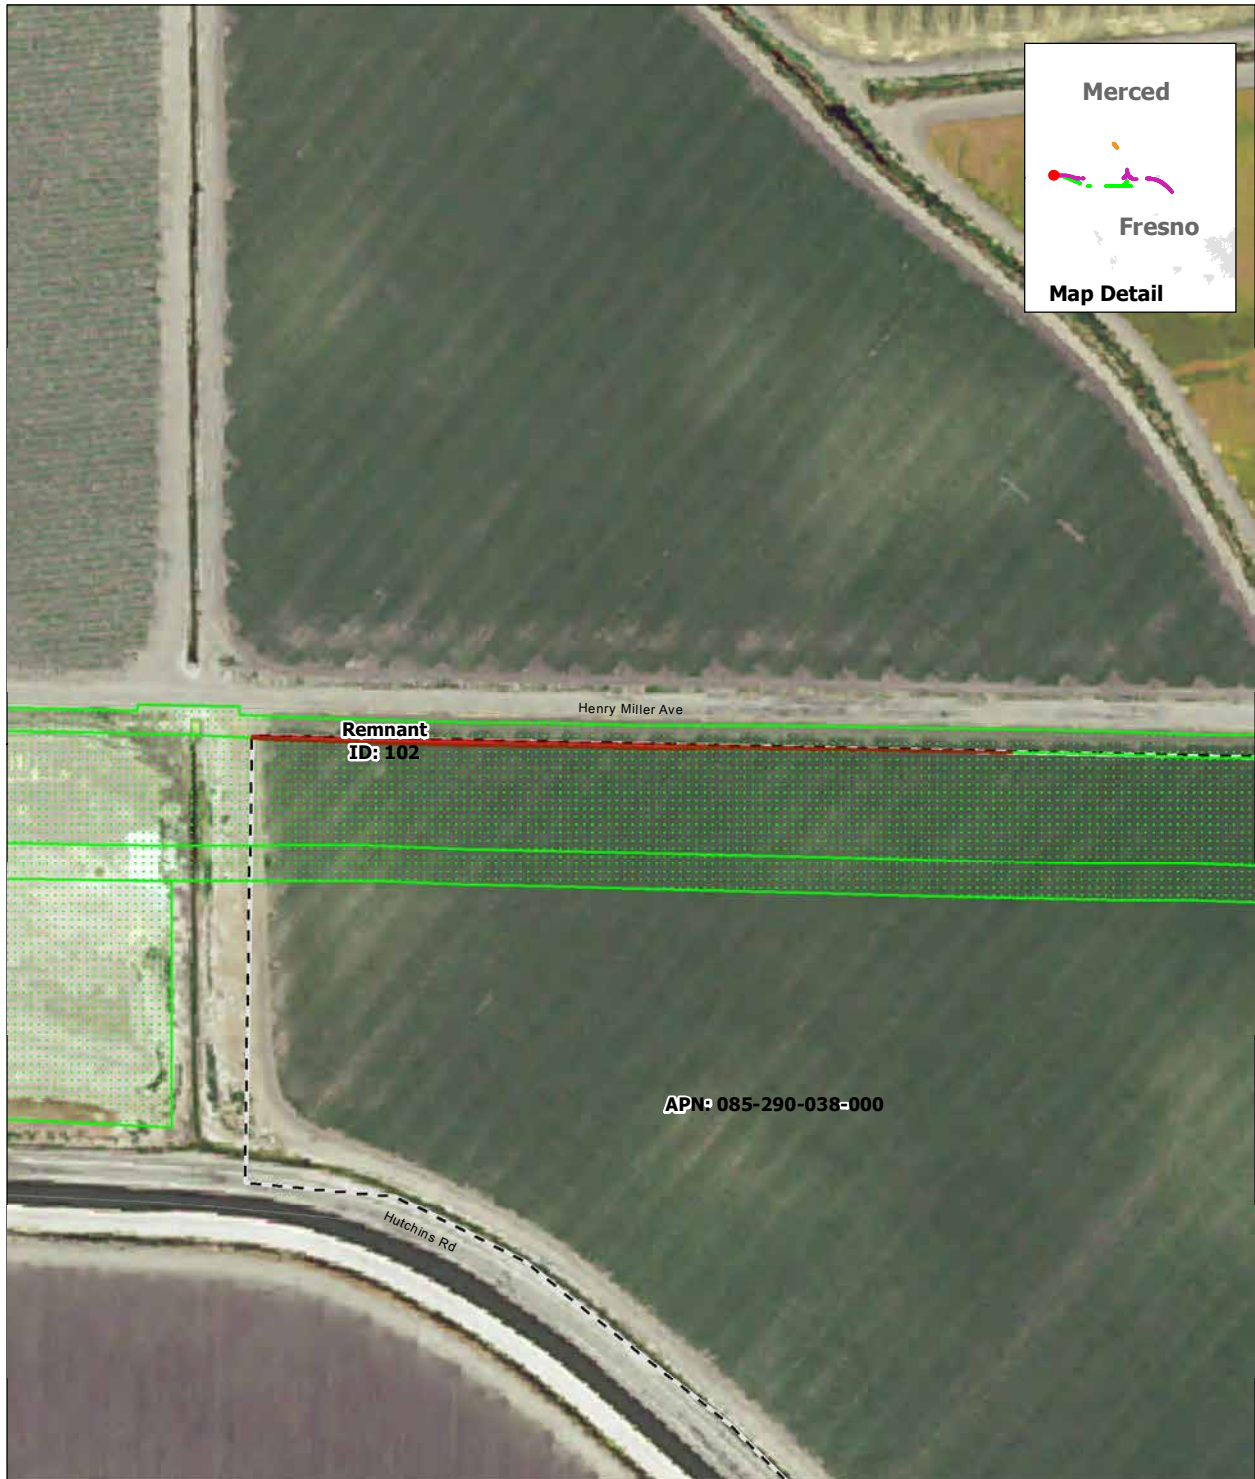 Merced
Fresno
Map Detail
Henry Miller Ave
Remnant
ID: 102
APN: 085-290-038-000
Hutchins Rd